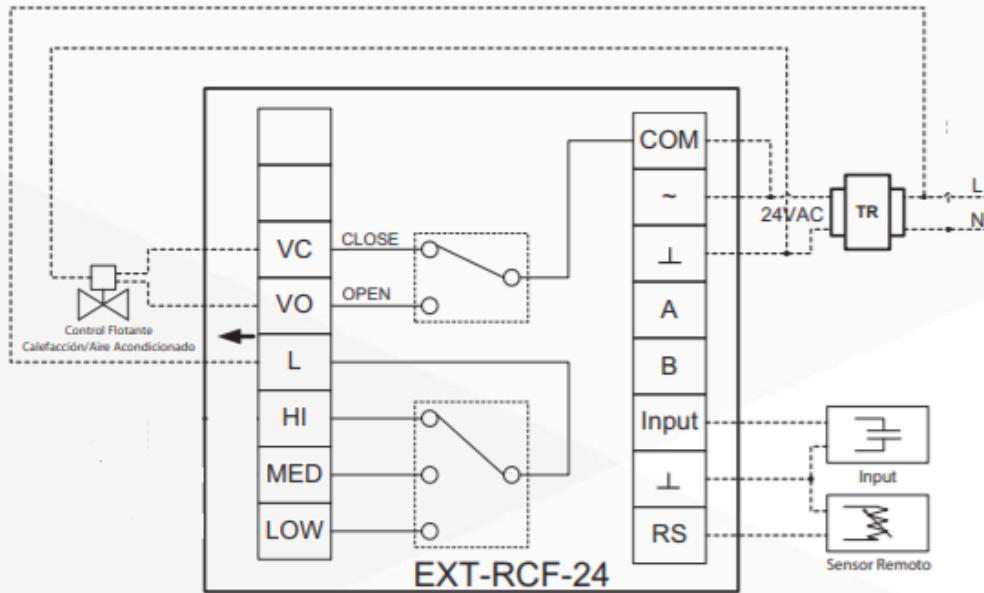 COM
~
24VAC
TR
L
N
⊥
VC
CLOSE
VO
OPEN
A
Control Flotante
Calefacción/Aire Acondicionado
L
B
HI
Input
MED
⊥
Input
LOW
RS
EXT-RCF-24
Sensor Remoto